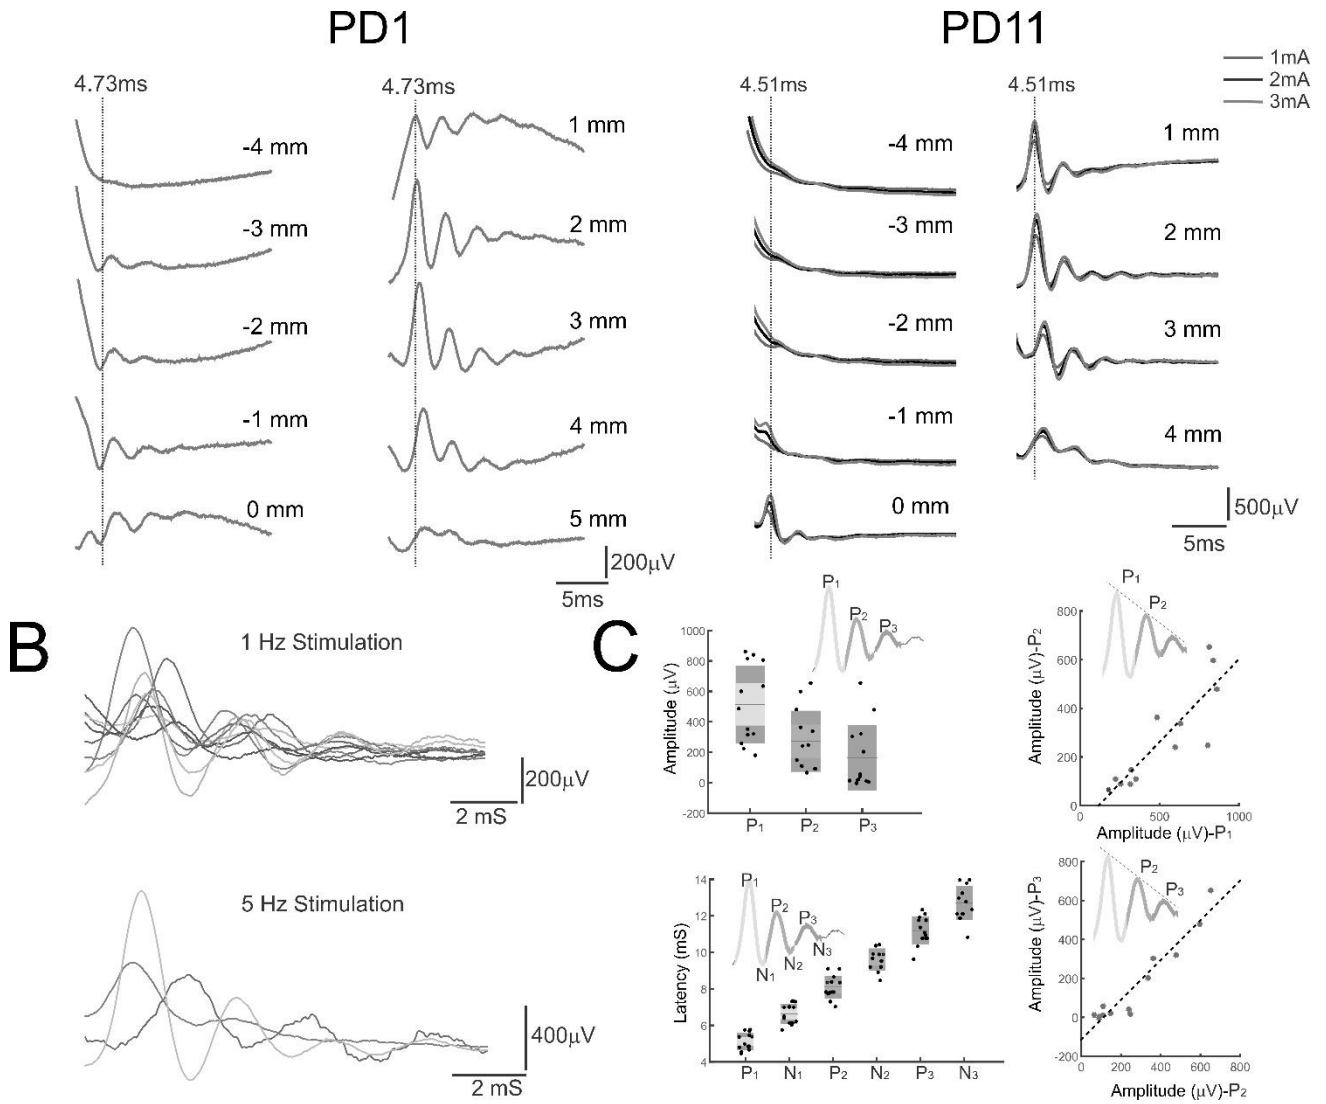 PD1
PD11
1mA
2mA
3mA
4.73ms
4.73ms
4.51ms
4.51ms
-4 mm
-3 mm
-2 mm
-1 mm
0 mm
1 mm
2 mm
3 mm
4 mm
5 mm
200μV
5ms
-4 mm
-3 mm
-2 mm
-1 mm
0 mm
1 mm
2 mm
3 mm
4 mm
500μV
5ms
B
1 Hz Stimulation
200μV
2 mS
5 Hz Stimulation
400μV
2 mS
C
P1
P2
P3
Amplitude (μV)
1000
800
600
400
200
0
-200
P1
P2
P3
P1
P2
Amplitude (μV)-P2
800
600
400
200
0
0
500
1000
Amplitude (μV)-P1
P1
P2
P3
N1
N2
N3
Latency (mS)
14
12
10
8
6
4
P1
N1
P2
N2
P3
N3
P2
P3
Amplitude (μV)-P3
800
600
400
200
0
-200
0
200
400
600
800
Amplitude (μV)-P2